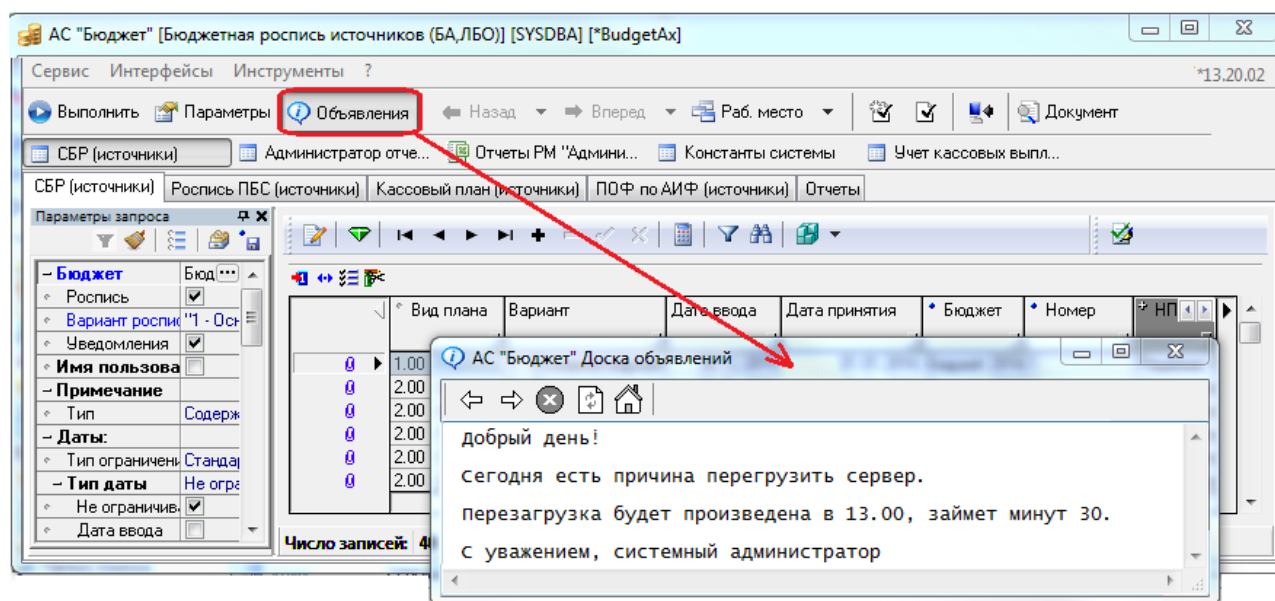 АС "Бюджет" [Бюджетная роспись источников (БА,ЛБО)] [SYSDBA] [*BudgetAx]
Сервис Интерфейсы Инструменты ? *13.20.02
Выполнить Параметры Объявления Назад Вперед Раб. место Документ
СБР (источники) Администратор отче... Отчеты РМ "Админи... Константы системы Учет кассовых выпл...
СБР (источники) Роспись ПБС (источники) Кассовый план (источники) ПОФ по АИФ (источники) Отчеты
Параметры запроса
Бюджет Бюд
Роспись
Вариант роспи "1 - Осн
Уведомления
Имя пользова
Примечание
Тип Содерж
Даты:
Тип ограничени Стандар
Тип даты Не огра
Не ограничив
Дата ввода
Вид плана Вариант Дата ввода Дата принятия Бюджет Номер НП
1.00
2.00
2.00
2.00
2.00
2.00
Число записей:
АС "Бюджет" Доска объявлений
Добрый день!
Сегодня есть причина перегрузить сервер.
Перезагрузка будет произведена в 13.00, займет минут 30.
С уважением, системный администратор